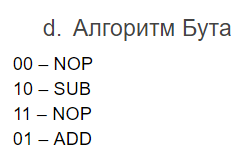 d. Алгоритм Бута
00 – NOP
10 – SUB
11 – NOP
01 – ADD